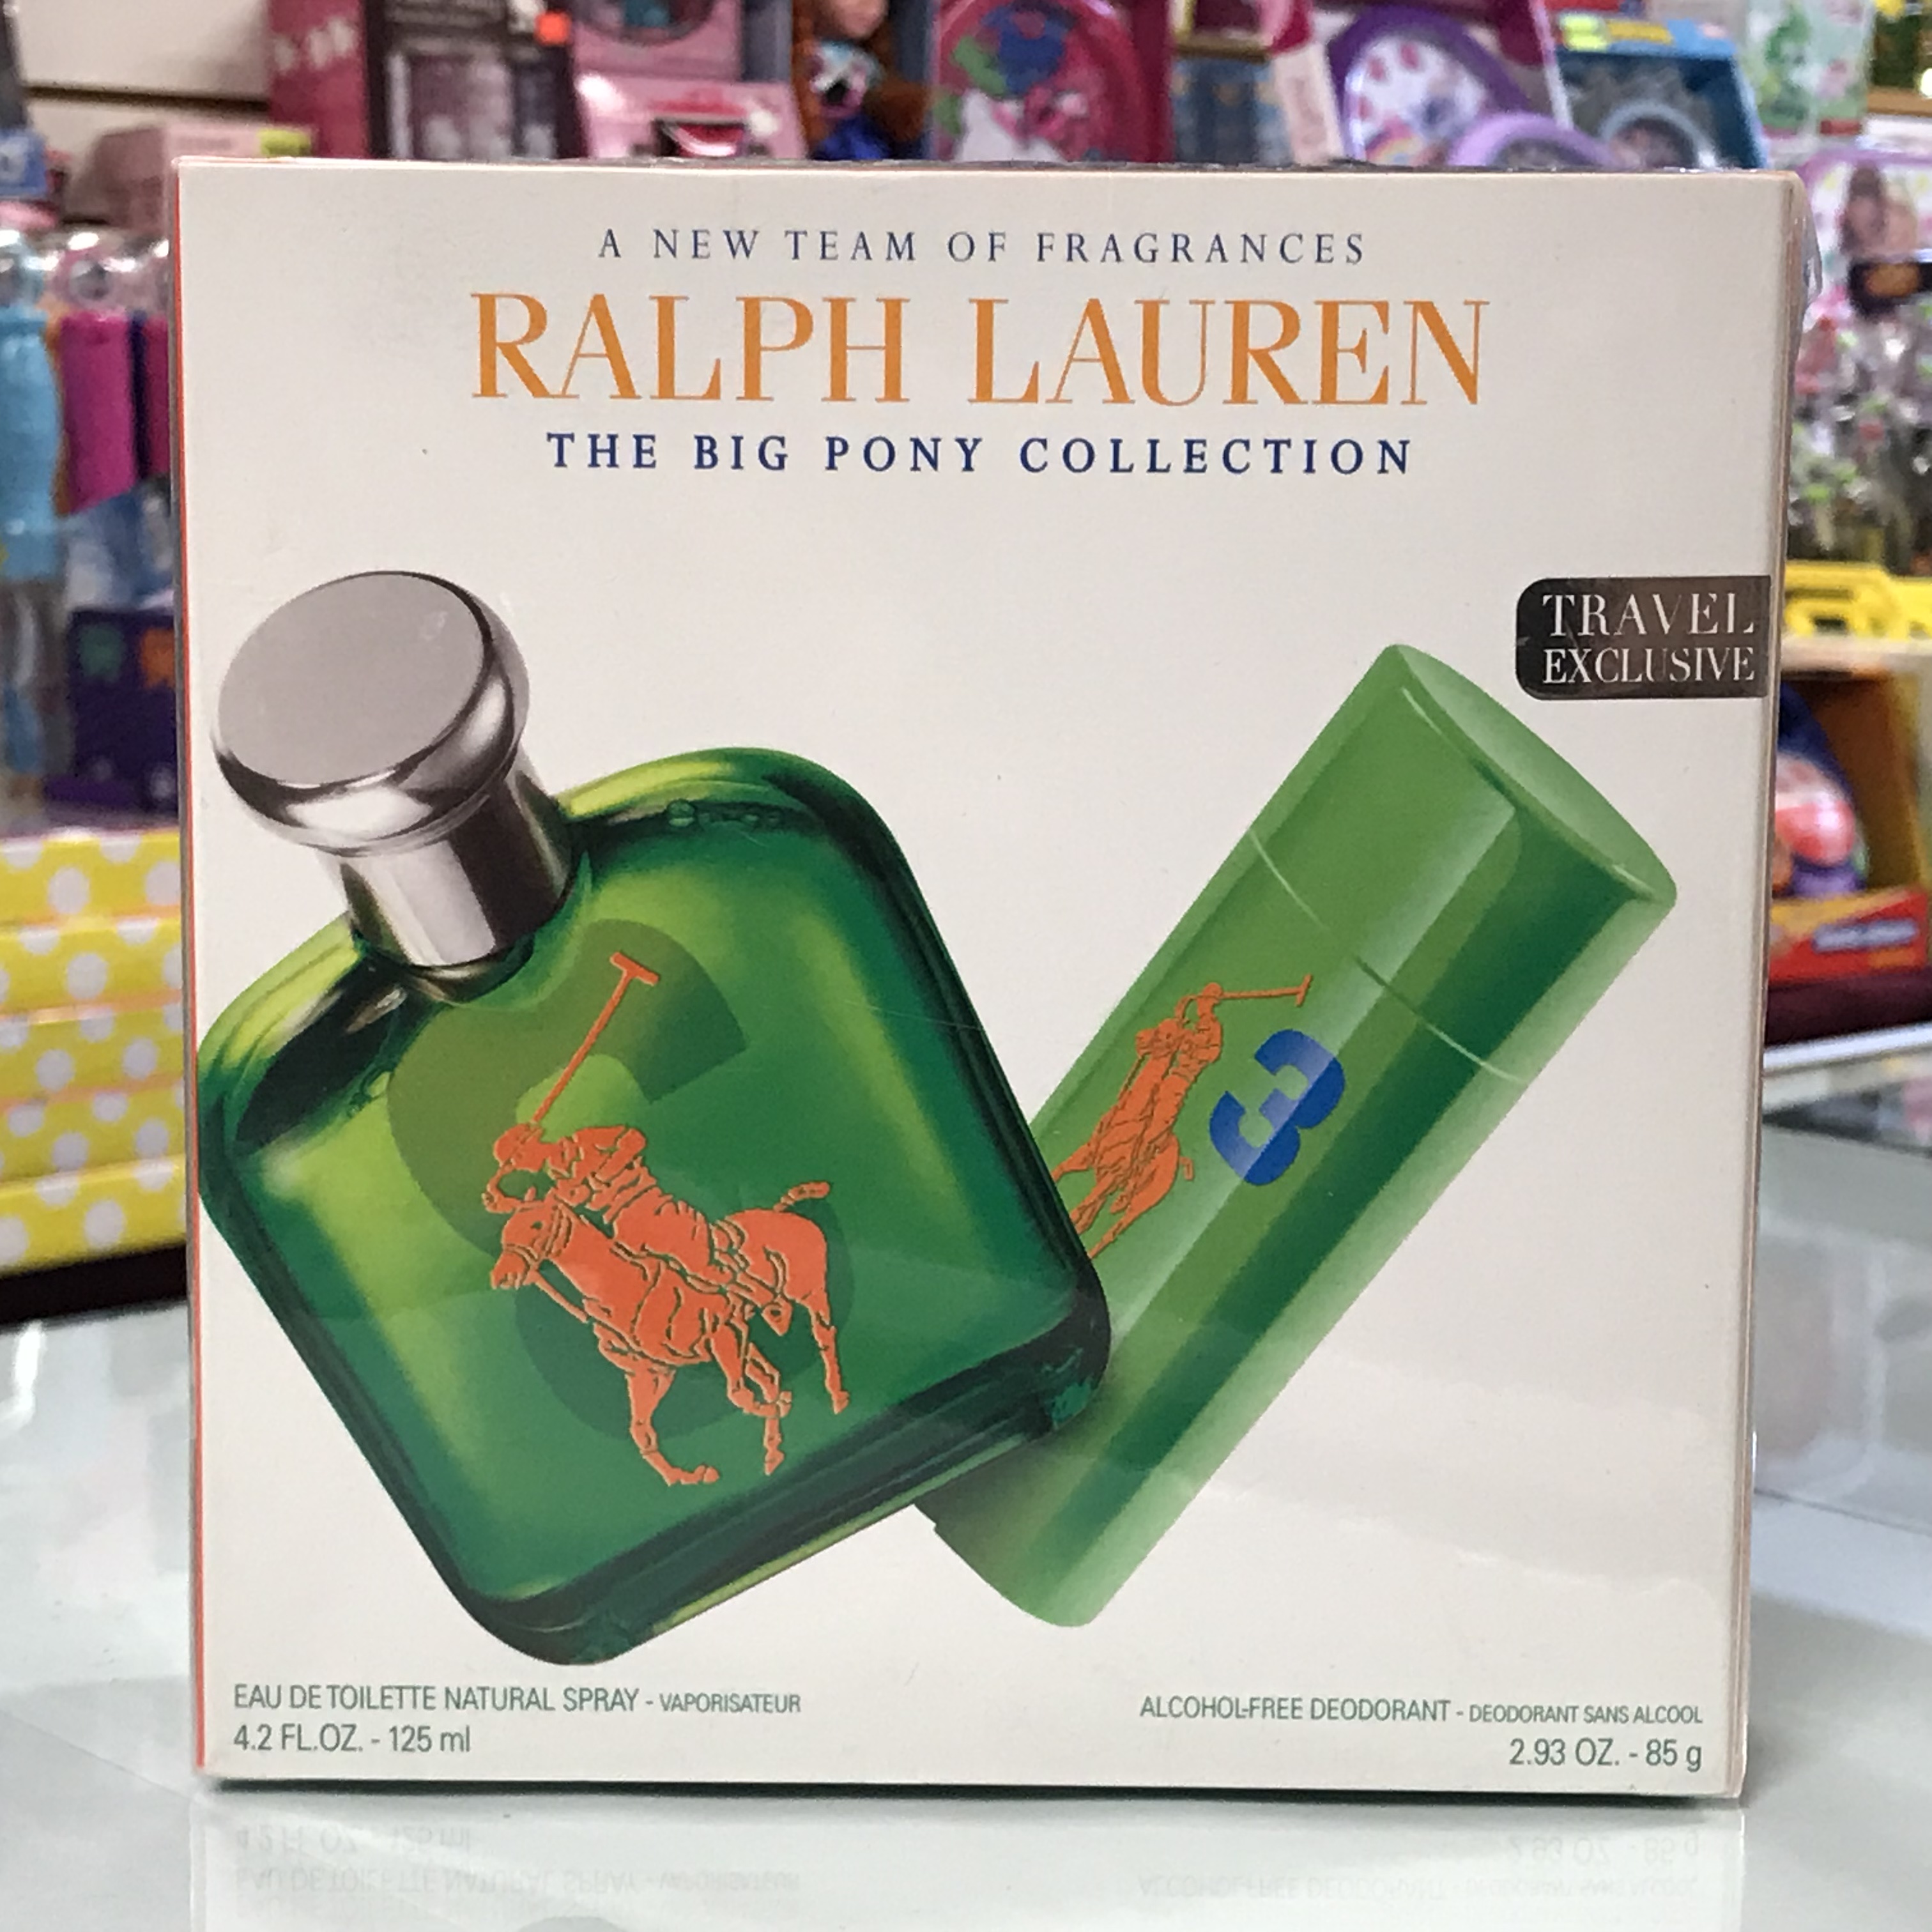 A NEW TEAM OF FRAGRANCES
RALPH LAUREN
THE BIG PONY COLLECTION
TRAVEL
EXCLUSIVE
3
EAU DE TOILETTE NATURAL SPRAY - VAPORISATEUR
4.2 FL.OZ. - 125 ml
ALCOHOL-FREE DEODORANT - DEODORANT SANS ALCOOL
2.93 OZ. - 85 g